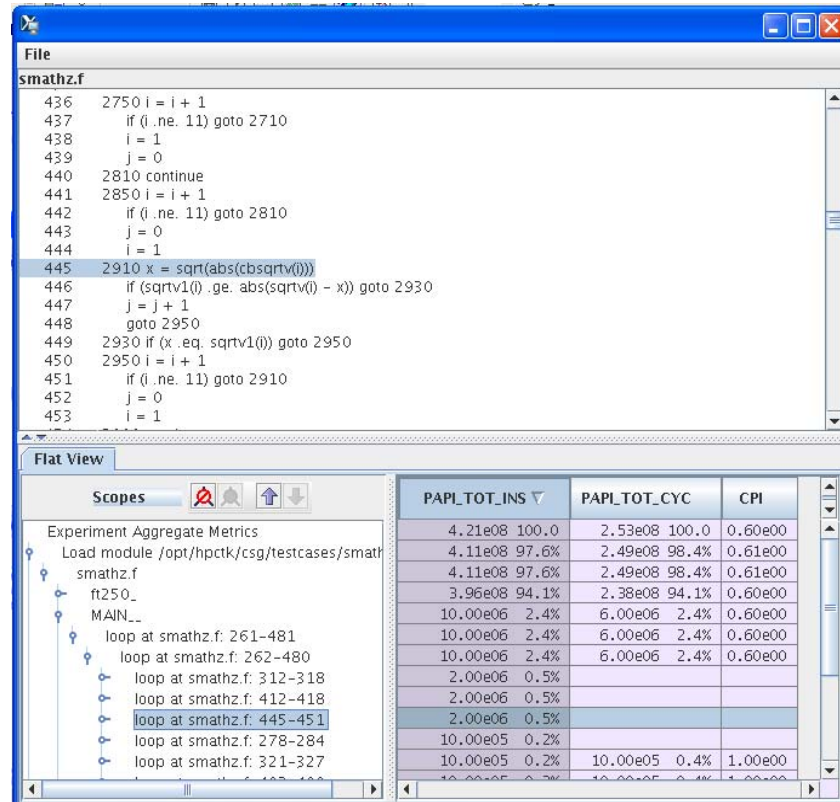 File
smathz.f
436 2750 i = i + 1
437 if (i .ne. 11) goto 2710
438 i = 1
439 j = 0
440 2810 continue
441 2850 i = i + 1
442 if (i .ne. 11) goto 2810
443 j = 0
444 i = 1
445 2910 x = sqrt(abs(cbsqrtv(i)))
446 if (sqrtv1(i) .ge. abs(sqrtv(i) - x)) goto 2930
447 j = j + 1
448 goto 2950
449 2930 if (x .eq. sqrtv1(i)) goto 2950
450 2950 i = i + 1
451 if (i .ne. 11) goto 2910
452 j = 0
453 i = 1
Flat View
Scopes PAPI_TOT_INS PAPI_TOT_CYC CPI
Experiment Aggregate Metrics 4.21e08 100.0 2.53e08 100.0 0.60e00
Load module /opt/hpctk/csg/testcases/smath 4.11e08 97.6% 2.49e08 98.4% 0.61e00
smathz.f 4.11e08 97.6% 2.49e08 98.4% 0.61e00
ft250_ 3.96e08 94.1% 2.38e08 94.1% 0.60e00
MAIN__ 10.00e06 2.4% 6.00e06 2.4% 0.60e00
loop at smathz.f: 261-481 10.00e06 2.4% 6.00e06 2.4% 0.60e00
loop at smathz.f: 262-480 10.00e06 2.4% 6.00e06 2.4% 0.60e00
loop at smathz.f: 312-318 2.00e06 0.5%
loop at smathz.f: 412-418 2.00e06 0.5%
loop at smathz.f: 445-451 2.00e06 0.5%
loop at smathz.f: 278-284 10.00e05 0.2%
loop at smathz.f: 321-327 10.00e05 0.2% 10.00e05 0.4% 1.00e00